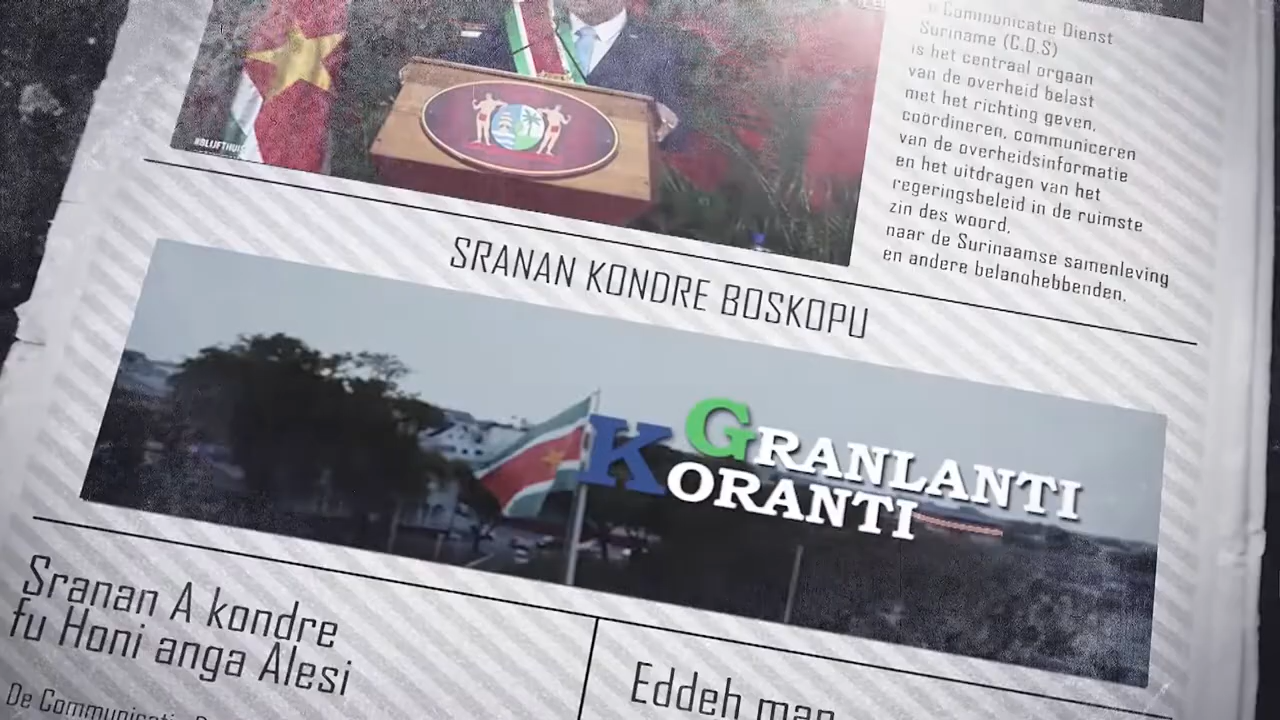 Communicatie Dienst
Suriname (C.D.S)
is het centraal orgaan
van de overheid belast
met het richting geven,
coördineren, communiceren
van de overheidsinformatie
en het uitdragen van het
regeringsbeleid in de ruimste
zin des woord,
naar de Surinaamse samenleving
en andere belanghebbenden.
SRANAN KONDRE BOSKOPU
GRANLANTI
KORANTI
Sranan A kondre
fu Honi anga Alesi
Eddeh man
De Communicatie